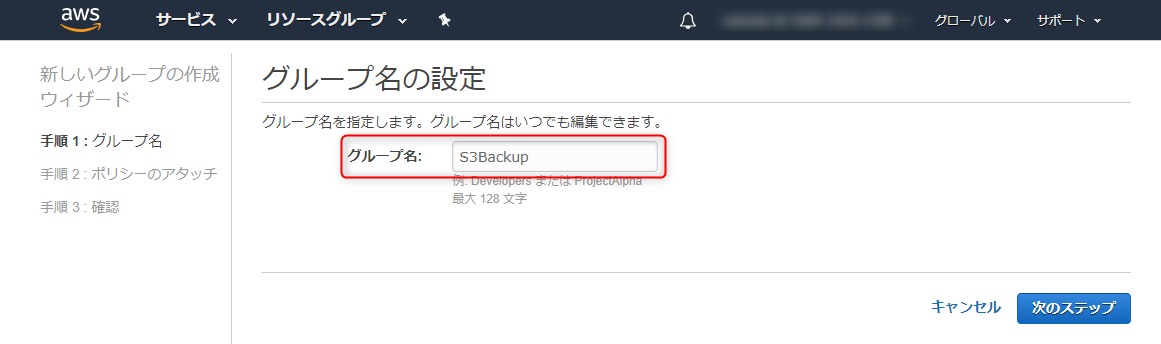 aws サービス リソースグループ グローバル サポート
新しいグループの作成
ウィザード
手順 1 : グループ名
手順 2 : ポリシーのアタッチ
手順 3 : 確認
グループ名の設定
グループ名を指定します。グループ名はいつでも編集できます。
グループ名: S3Backup
例: Developers または ProjectAlpha
最大 128 文字
キャンセル 次のステップ